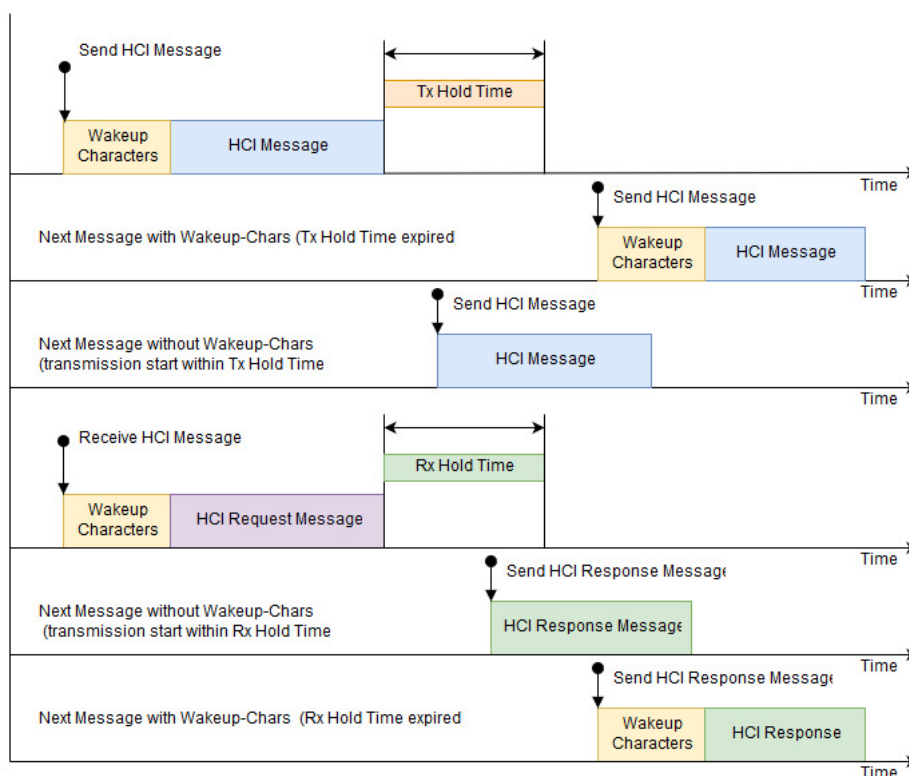 Send HCI Message
Tx Hold Time
Wakeup
Characters
HCI Message
Time
Send HCI Message
Next Message with Wakeup-Chars (Tx Hold Time expired
Wakeup
Characters
HCI Message
Time
Send HCI Message
Next Message without Wakeup-Chars
(transmission start within Tx Hold Time
HCI Message
Time
Receive HCI Message
Rx Hold Time
Wakeup
Characters
HCI Request Message
Time
Send HCI Response Message
Next Message without Wakeup-Chars
(transmission start within Rx Hold Time
HCI Response Message
Time
Send HCI Response Message
Next Message with Wakeup-Chars (Rx Hold Time expired
Wakeup
Characters
HCI Response
Time